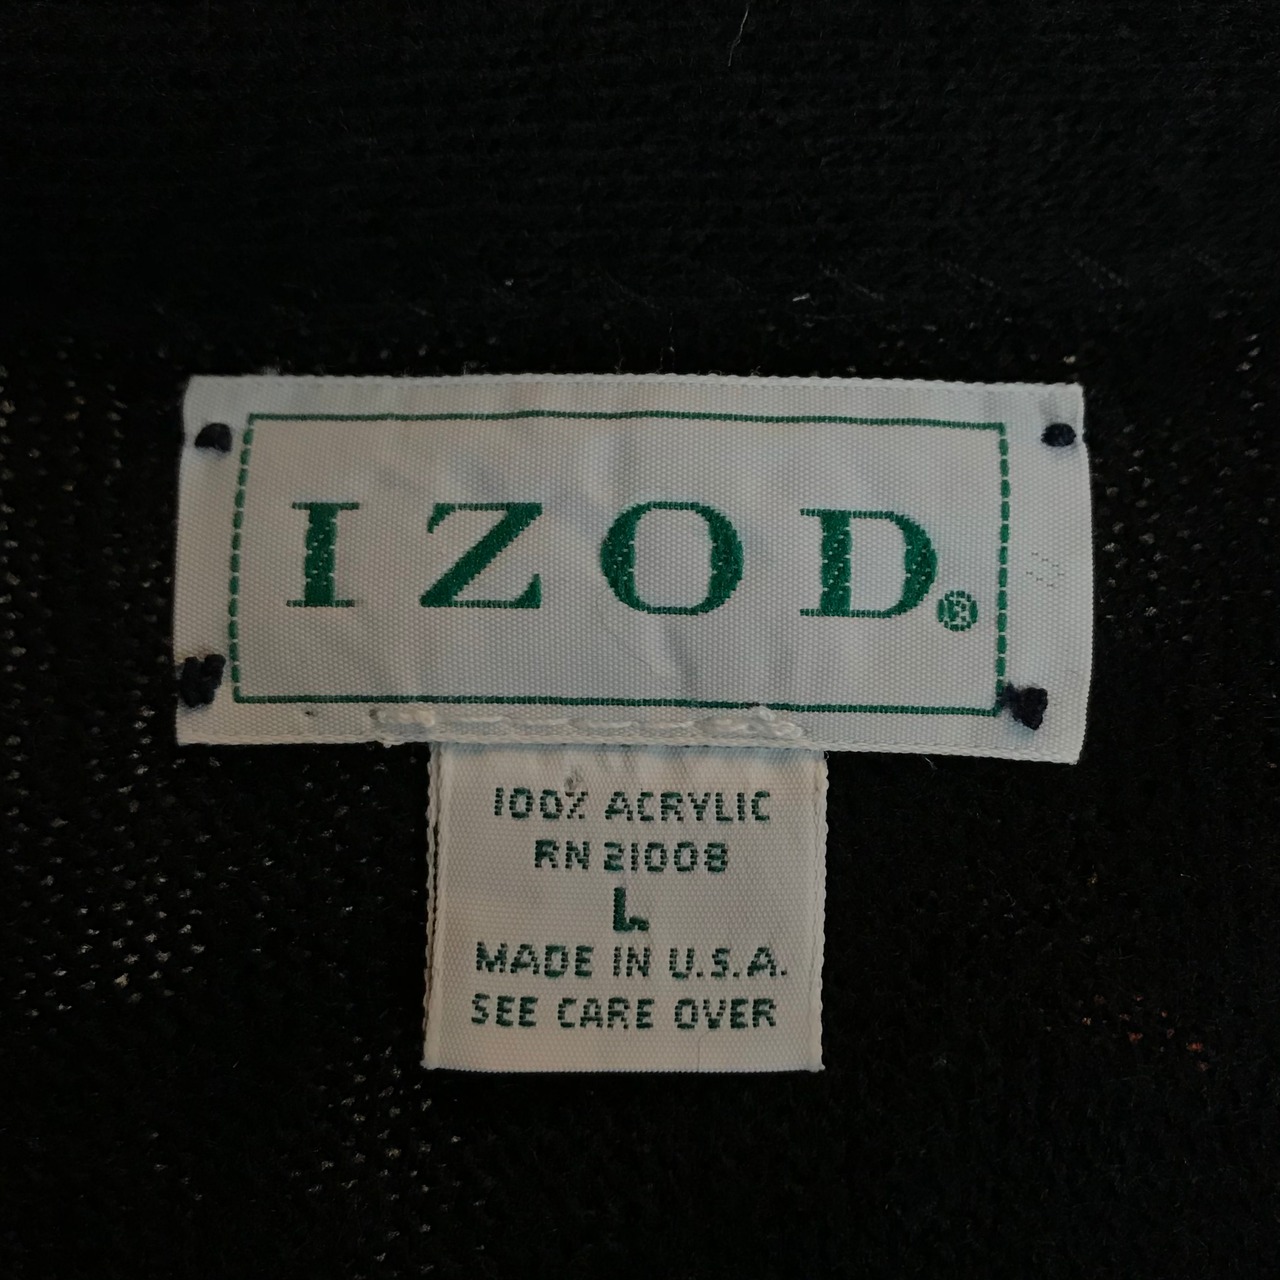 IZOD®
100% ACRYLIC
RN 21008
L
MADE IN U.S.A.
SEE CARE OVER